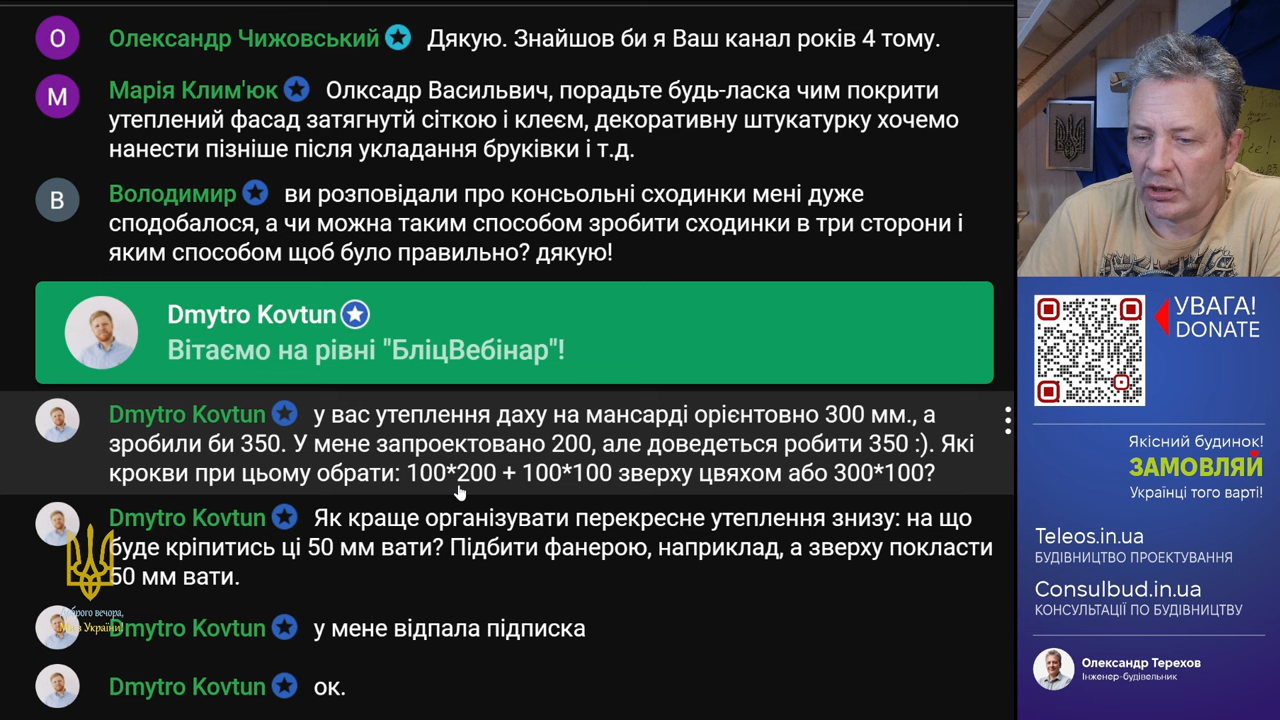 О Олександр Чижовський Дякую. Знайшов би я Ваш канал років 4 тому.
М Марія Клим'юк Олксадр Васильвич, порадьте будь-ласка чим покрити
утеплений фасад затягнутй сіткою і клеєм, декоративну штукатурку хочемо
нанести пізніше після укладання бруківки і т.д.
В Володимир ви розповідали про консьольні сходинки мені дуже
сподобалося, а чи можна таким способом зробити сходинки в три сторони і
яким способом щоб було правильно? дякую!
Dmytro Kovtun
Вітаємо на рівні "БліцВебінар"!
Dmytro Kovtun у вас утеплення даху на мансарді орієнтовно 300 мм., а
зробили би 350. У мене запроектовано 200, але доведеться робити 350 :). Які
крокви при цьому обрати: 100*200 + 100*100 зверху цвяхом або 300*100?
Dmytro Kovtun Як краще організувати перекресне утеплення знизу: на що
буде кріпитись ці 50 мм вати? Підбити фанерою, наприклад, а зверху покласти
50 мм вати.
Dmytro Kovtun у мене відпала підписка
Dmytro Kovtun ок.
Доброго вечора,
Ми з України!
УВАГА!
DONATE
Якісний будинок!
ЗАМОВЛЯЙ
Українці того варті!
Teleos.in.ua
БУДІВНИЦТВО ПРОЕКТУВАННЯ
Consulbud.in.ua
КОНСУЛЬТАЦІЇ ПО БУДІВНИЦТВУ
Олександр Терехов
Інженер-будівельник